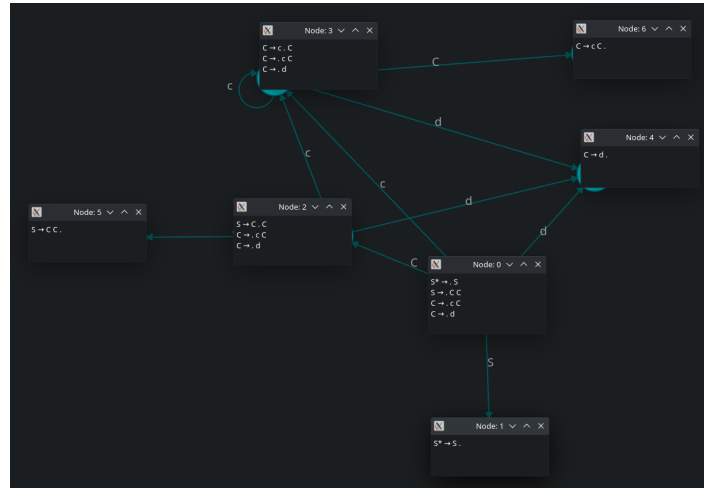 Node: 3
C → c . C
C → . c C
C → . d
Node: 6
C → c C .
C
c
d
Node: 4
C → d .
c
c
d
Node: 5
S → C C .
Node: 2
S → C . C
C → . c C
C → . d
d
C
Node: 0
S* → . S
S → . C C
C → . c C
C → . d
S
Node: 1
S* → S .